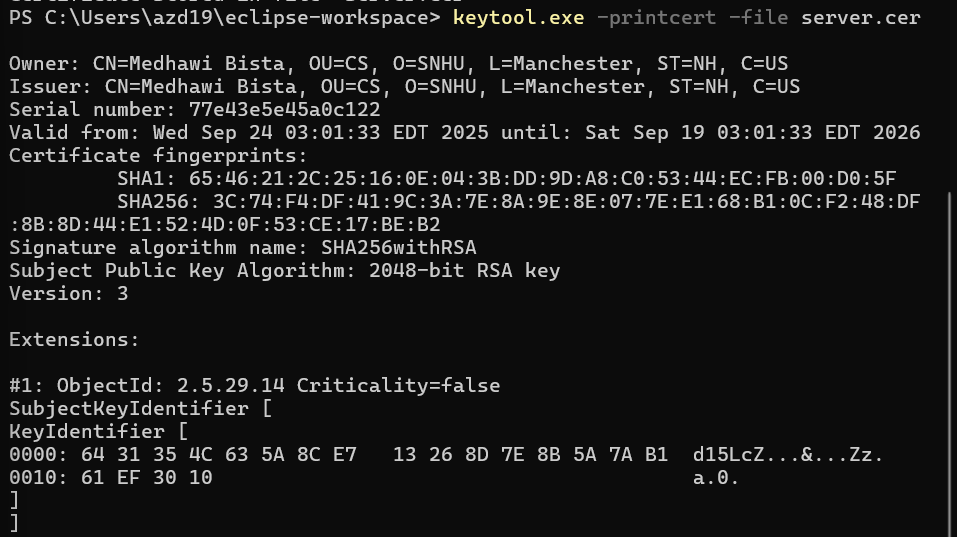 PS C:\Users\azd19\eclipse-workspace> keytool.exe -printcert -file server.cer
Owner: CN=Medhawi Bista, OU=CS, O=SNHU, L=Manchester, ST=NH, C=US
Issuer: CN=Medhawi Bista, OU=CS, O=SNHU, L=Manchester, ST=NH, C=US
Serial number: 77e43e5e45a0c122
Valid from: Wed Sep 24 03:01:33 EDT 2025 until: Sat Sep 19 03:01:33 EDT 2026
Certificate fingerprints:
SHA1: 65:46:21:2C:25:16:0E:04:3B:DD:9D:A8:C0:53:44:EC:FB:00:D0:5F
SHA256: 3C:74:F4:DF:41:9C:3A:7E:8A:9E:8E:07:7E:E1:68:B1:0C:F2:48:DF
:8B:8D:44:E1:52:4D:0F:53:CE:17:BE:B2
Signature algorithm name: SHA256withRSA
Subject Public Key Algorithm: 2048-bit RSA key
Version: 3
Extensions:
#1: ObjectId: 2.5.29.14 Criticality=false
SubjectKeyIdentifier [
KeyIdentifier [
0000: 64 31 35 4C 63 5A 8C E7   13 26 8D 7E 8B 5A 7A B1  d15LcZ...&...Zz.
0010: 61 EF 30 10                                        a.0.
]
]